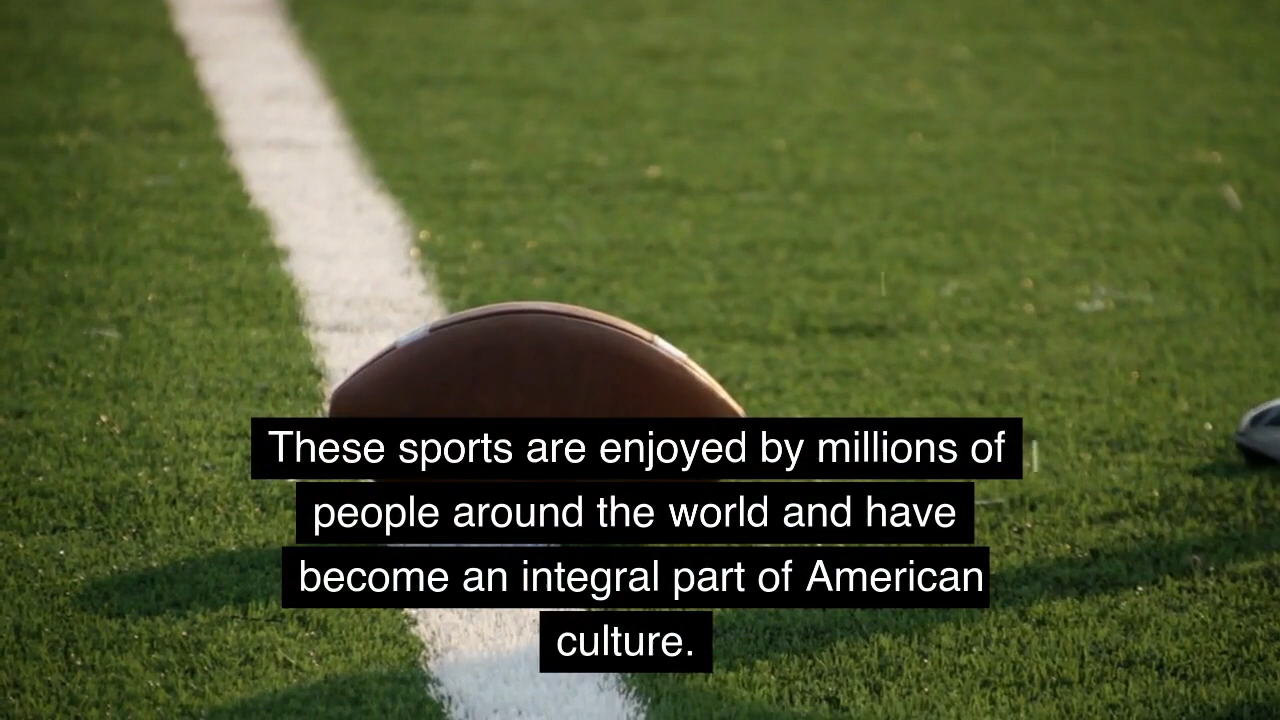 These sports are enjoyed by millions of
people around the world and have
become an integral part of American
culture.